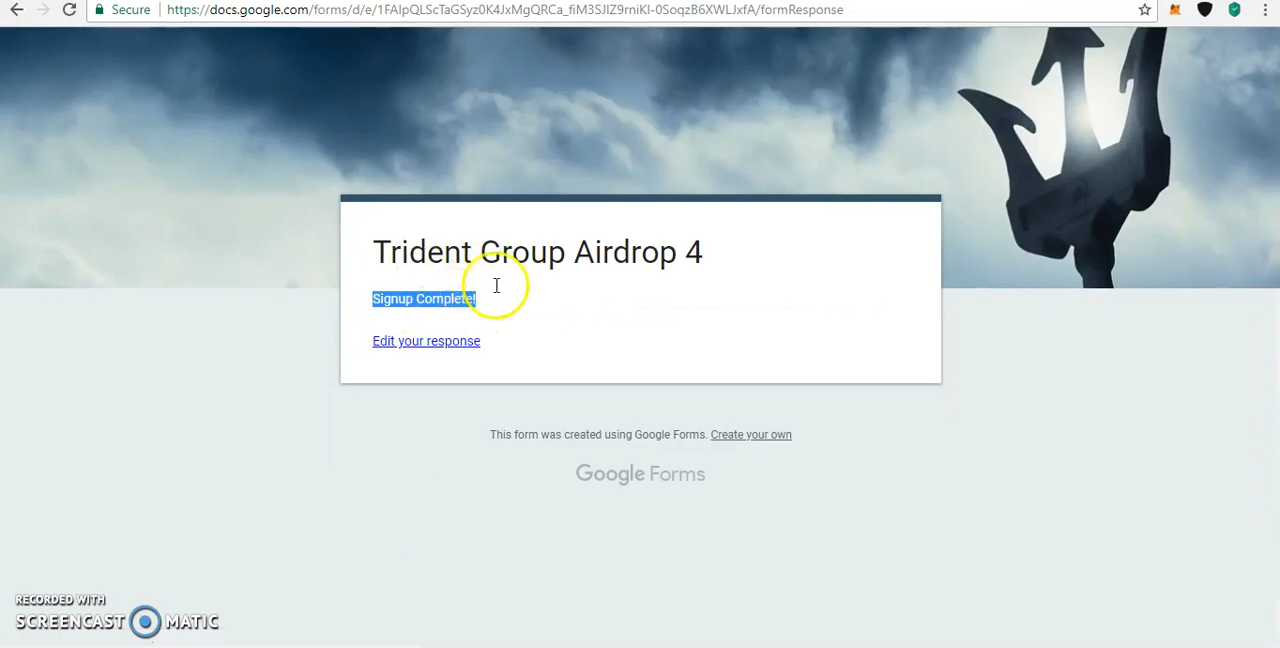 Secure https://docs.google.com/forms/d/e/1FAIpQLScTaGSyz0K4JxMgQRCa_fiM3SJIZ9rniKI-0SoqzB6XWLJxfA/formResponse
Trident Group Airdrop 4
Signup Complete!
Edit your response
This form was created using Google Forms. Create your own
Google Forms
RECORDED WITH
SCREENCAST MATIC